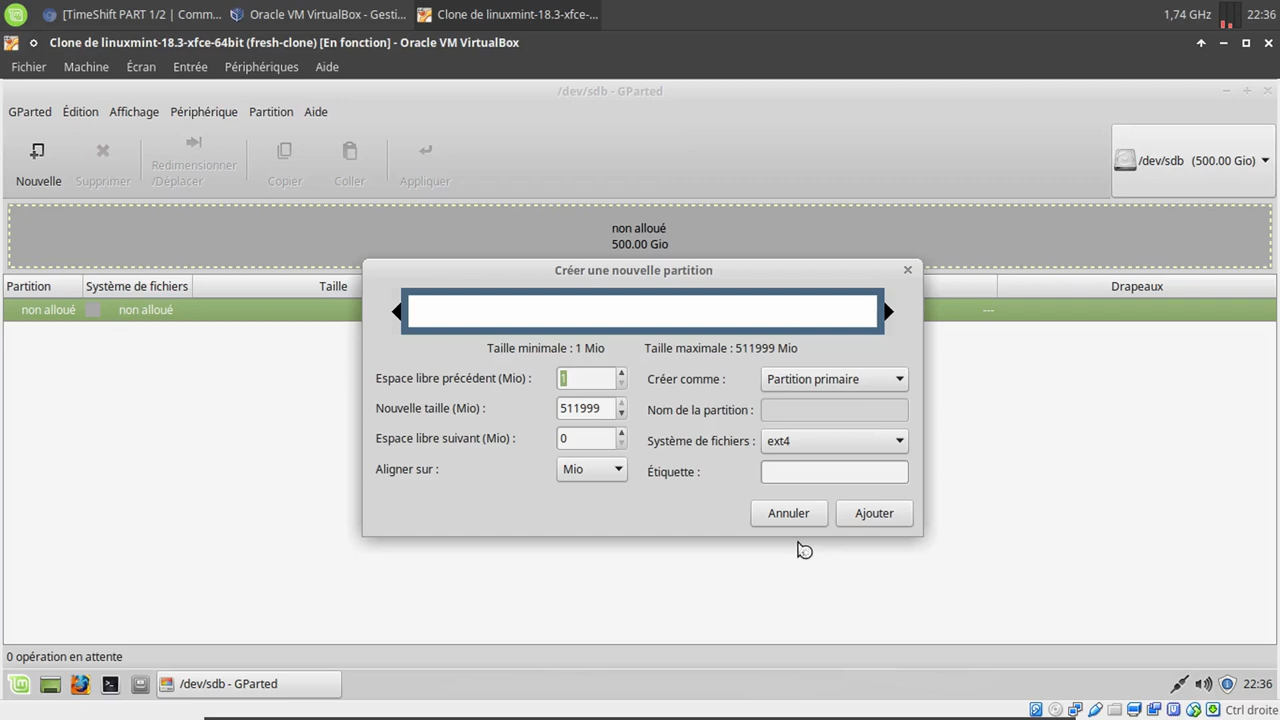 [TimeShift PART 1/2] | Comm...
Oracle VM VirtualBox - Gesti...
Clone de linuxmint-18.3-xfce-...
1,74 GHz
22:36
Clone de linuxmint-18.3-xfce-64bit (fresh-clone) [En fonction] - Oracle VM VirtualBox
Fichier Machine Écran Entrée Périphériques Aide
/dev/sdb - GParted
GParted Édition Affichage Périphérique Partition Aide
Nouvelle
Supprimer
Redimensionner
/Déplacer
Copier
Coller
Appliquer
/dev/sdb (500.00 Gio)
non alloué
500.00 Gio
Partition Système de fichiers Taille Drapeaux
non alloué non alloué ---
Créer une nouvelle partition
Taille minimale : 1 Mio Taille maximale : 511999 Mio
Espace libre précédent (Mio) : 1
Nouvelle taille (Mio) : 511999
Espace libre suivant (Mio) : 0
Aligner sur : Mio
Créer comme : Partition primaire
Nom de la partition :
Système de fichiers : ext4
Étiquette :
Annuler Ajouter
0 opération en attente
/dev/sdb - GParted
22:36
Ctrl droite